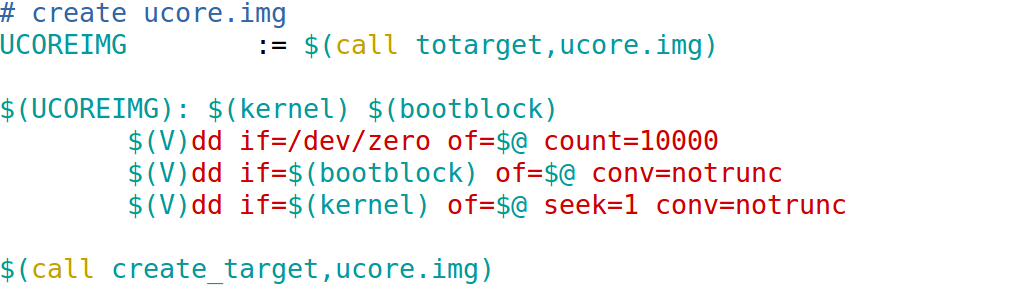 # create ucore.img
UCOREIMG        := $(call totarget,ucore.img)

$(UCOREIMG): $(kernel) $(bootblock)
        $(V)dd if=/dev/zero of=$@ count=10000
        $(V)dd if=$(bootblock) of=$@ conv=notrunc
        $(V)dd if=$(kernel) of=$@ seek=1 conv=notrunc

$(call create_target,ucore.img)